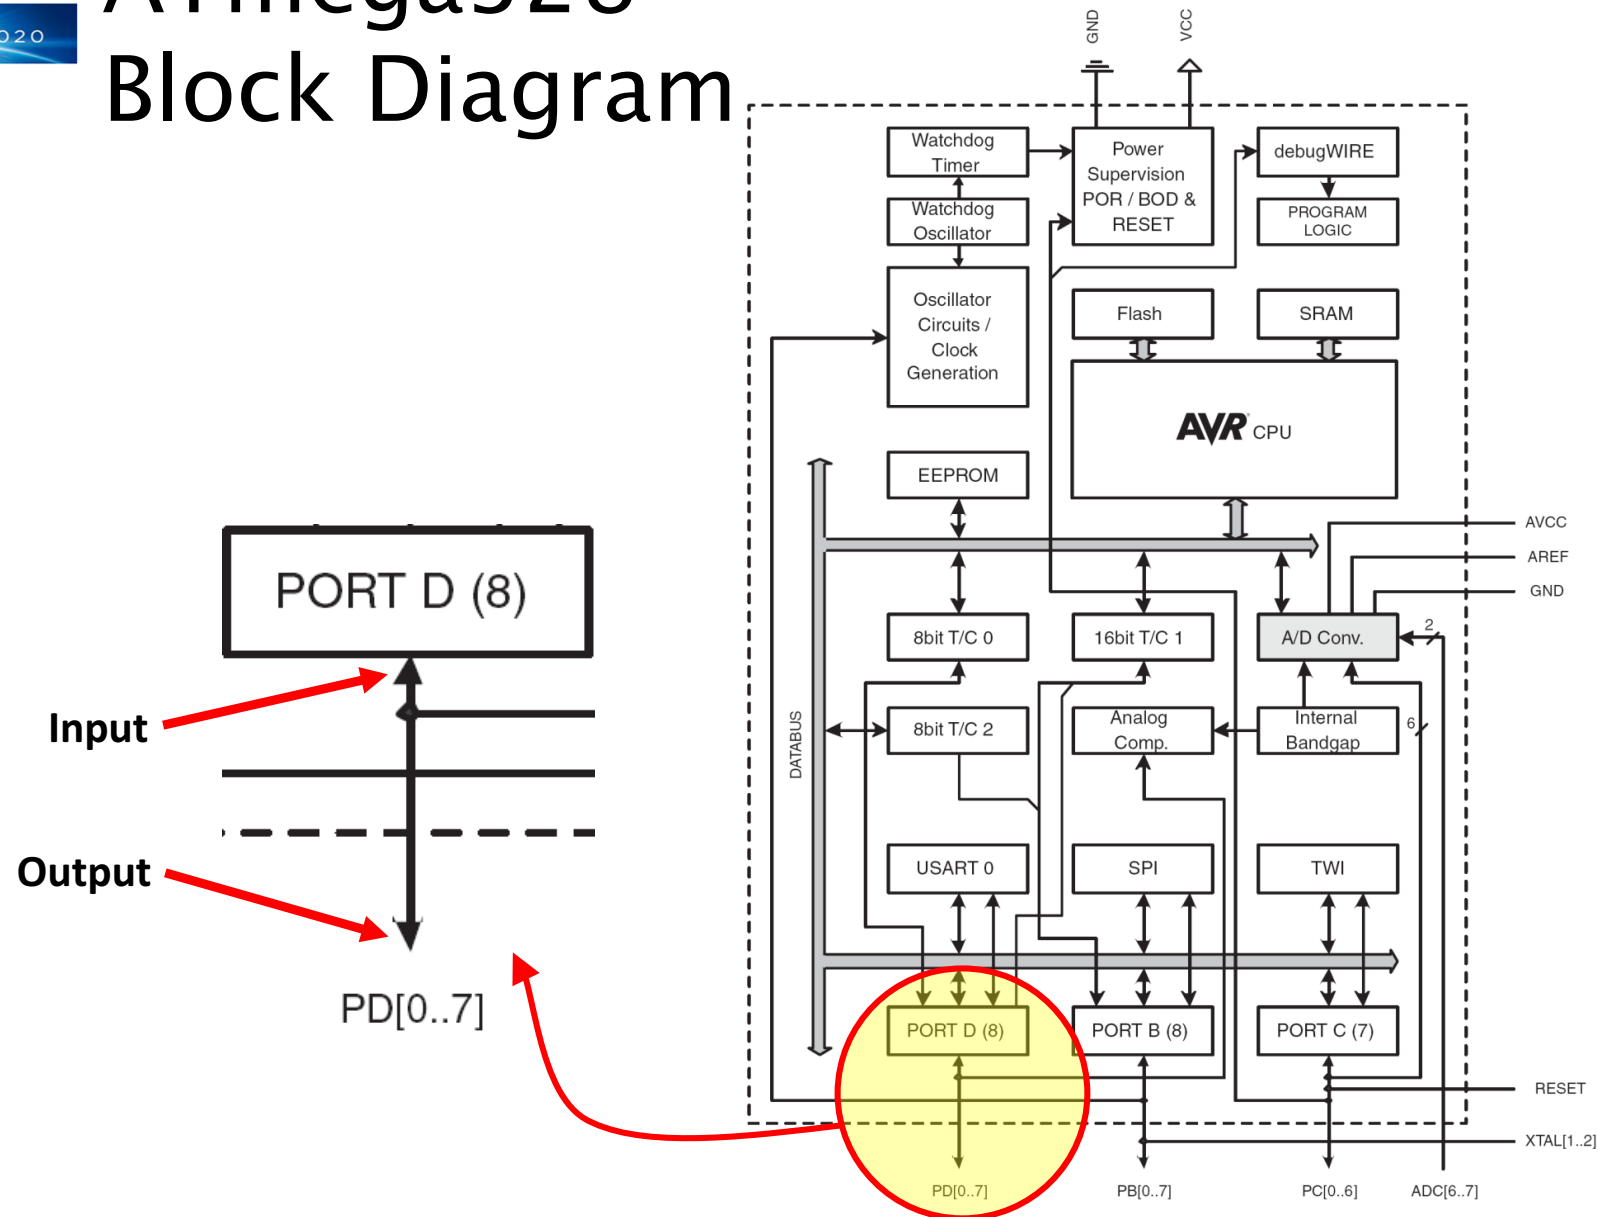 020
ATmega328
Block Diagram
GND
VCC
Watchdog
Timer
Power
Supervision
POR / BOD &
RESET
debugWIRE
Watchdog
Oscillator
PROGRAM
LOGIC
Oscillator
Circuits /
Clock
Generation
Flash
SRAM
AVR CPU
EEPROM
AVCC
AREF
GND
PORT D (8)
8bit T/C 0
16bit T/C 1
A/D Conv.
2
Input
DATABUS
8bit T/C 2
Analog
Comp.
Internal
Bandgap
6
Output
USART 0
SPI
TWI
PD[0..7]
PORT D (8)
PORT B (8)
PORT C (7)
RESET
XTAL[1..2]
PD[0..7]
PB[0..7]
PC[0..6]
ADC[6..7]